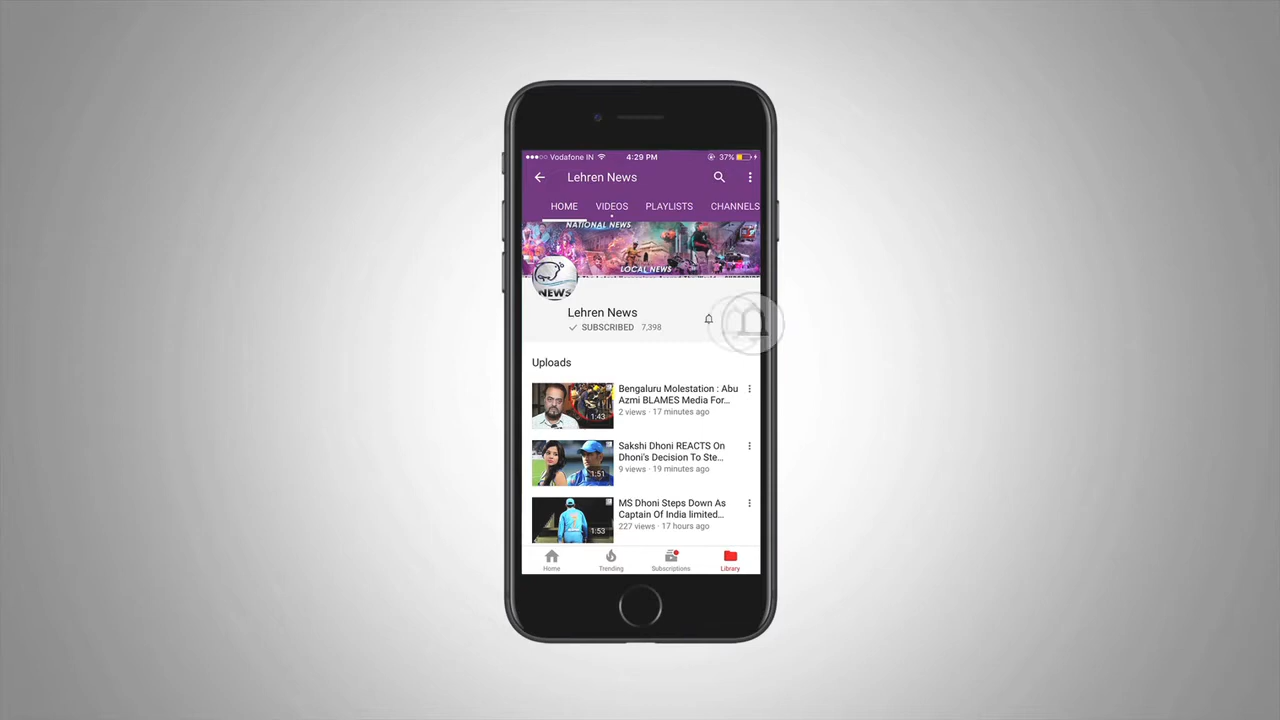 Vodafone IN 4:29 PM 37%
Lehren News
HOME VIDEOS PLAYLISTS CHANNELS
NATIONAL NEWS
LOCAL NEWS
NEWS
Lehren News
SUBSCRIBED 7,398
Uploads
Bengaluru Molestation : Abu
Azmi BLAMES Media For...
2 views · 17 minutes ago
1:43
Sakshi Dhoni REACTS On
Dhoni's Decision To Ste...
9 views · 19 minutes ago
1:51
MS Dhoni Steps Down As
Captain Of India limited...
227 views · 17 hours ago
1:53
Home Trending Subscriptions Library